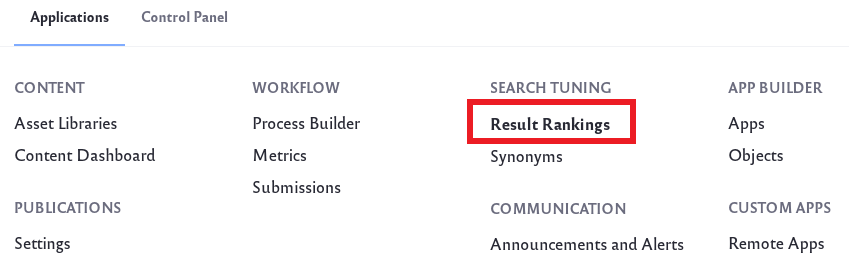 Applications Control Panel
CONTENT
Asset Libraries
Content Dashboard
PUBLICATIONS
Settings
WORKFLOW
Process Builder
Metrics
Submissions
SEARCH TUNING
Result Rankings
Synonyms
COMMUNICATION
Announcements and Alerts
APP BUILDER
Apps
Objects
CUSTOM APPS
Remote Apps